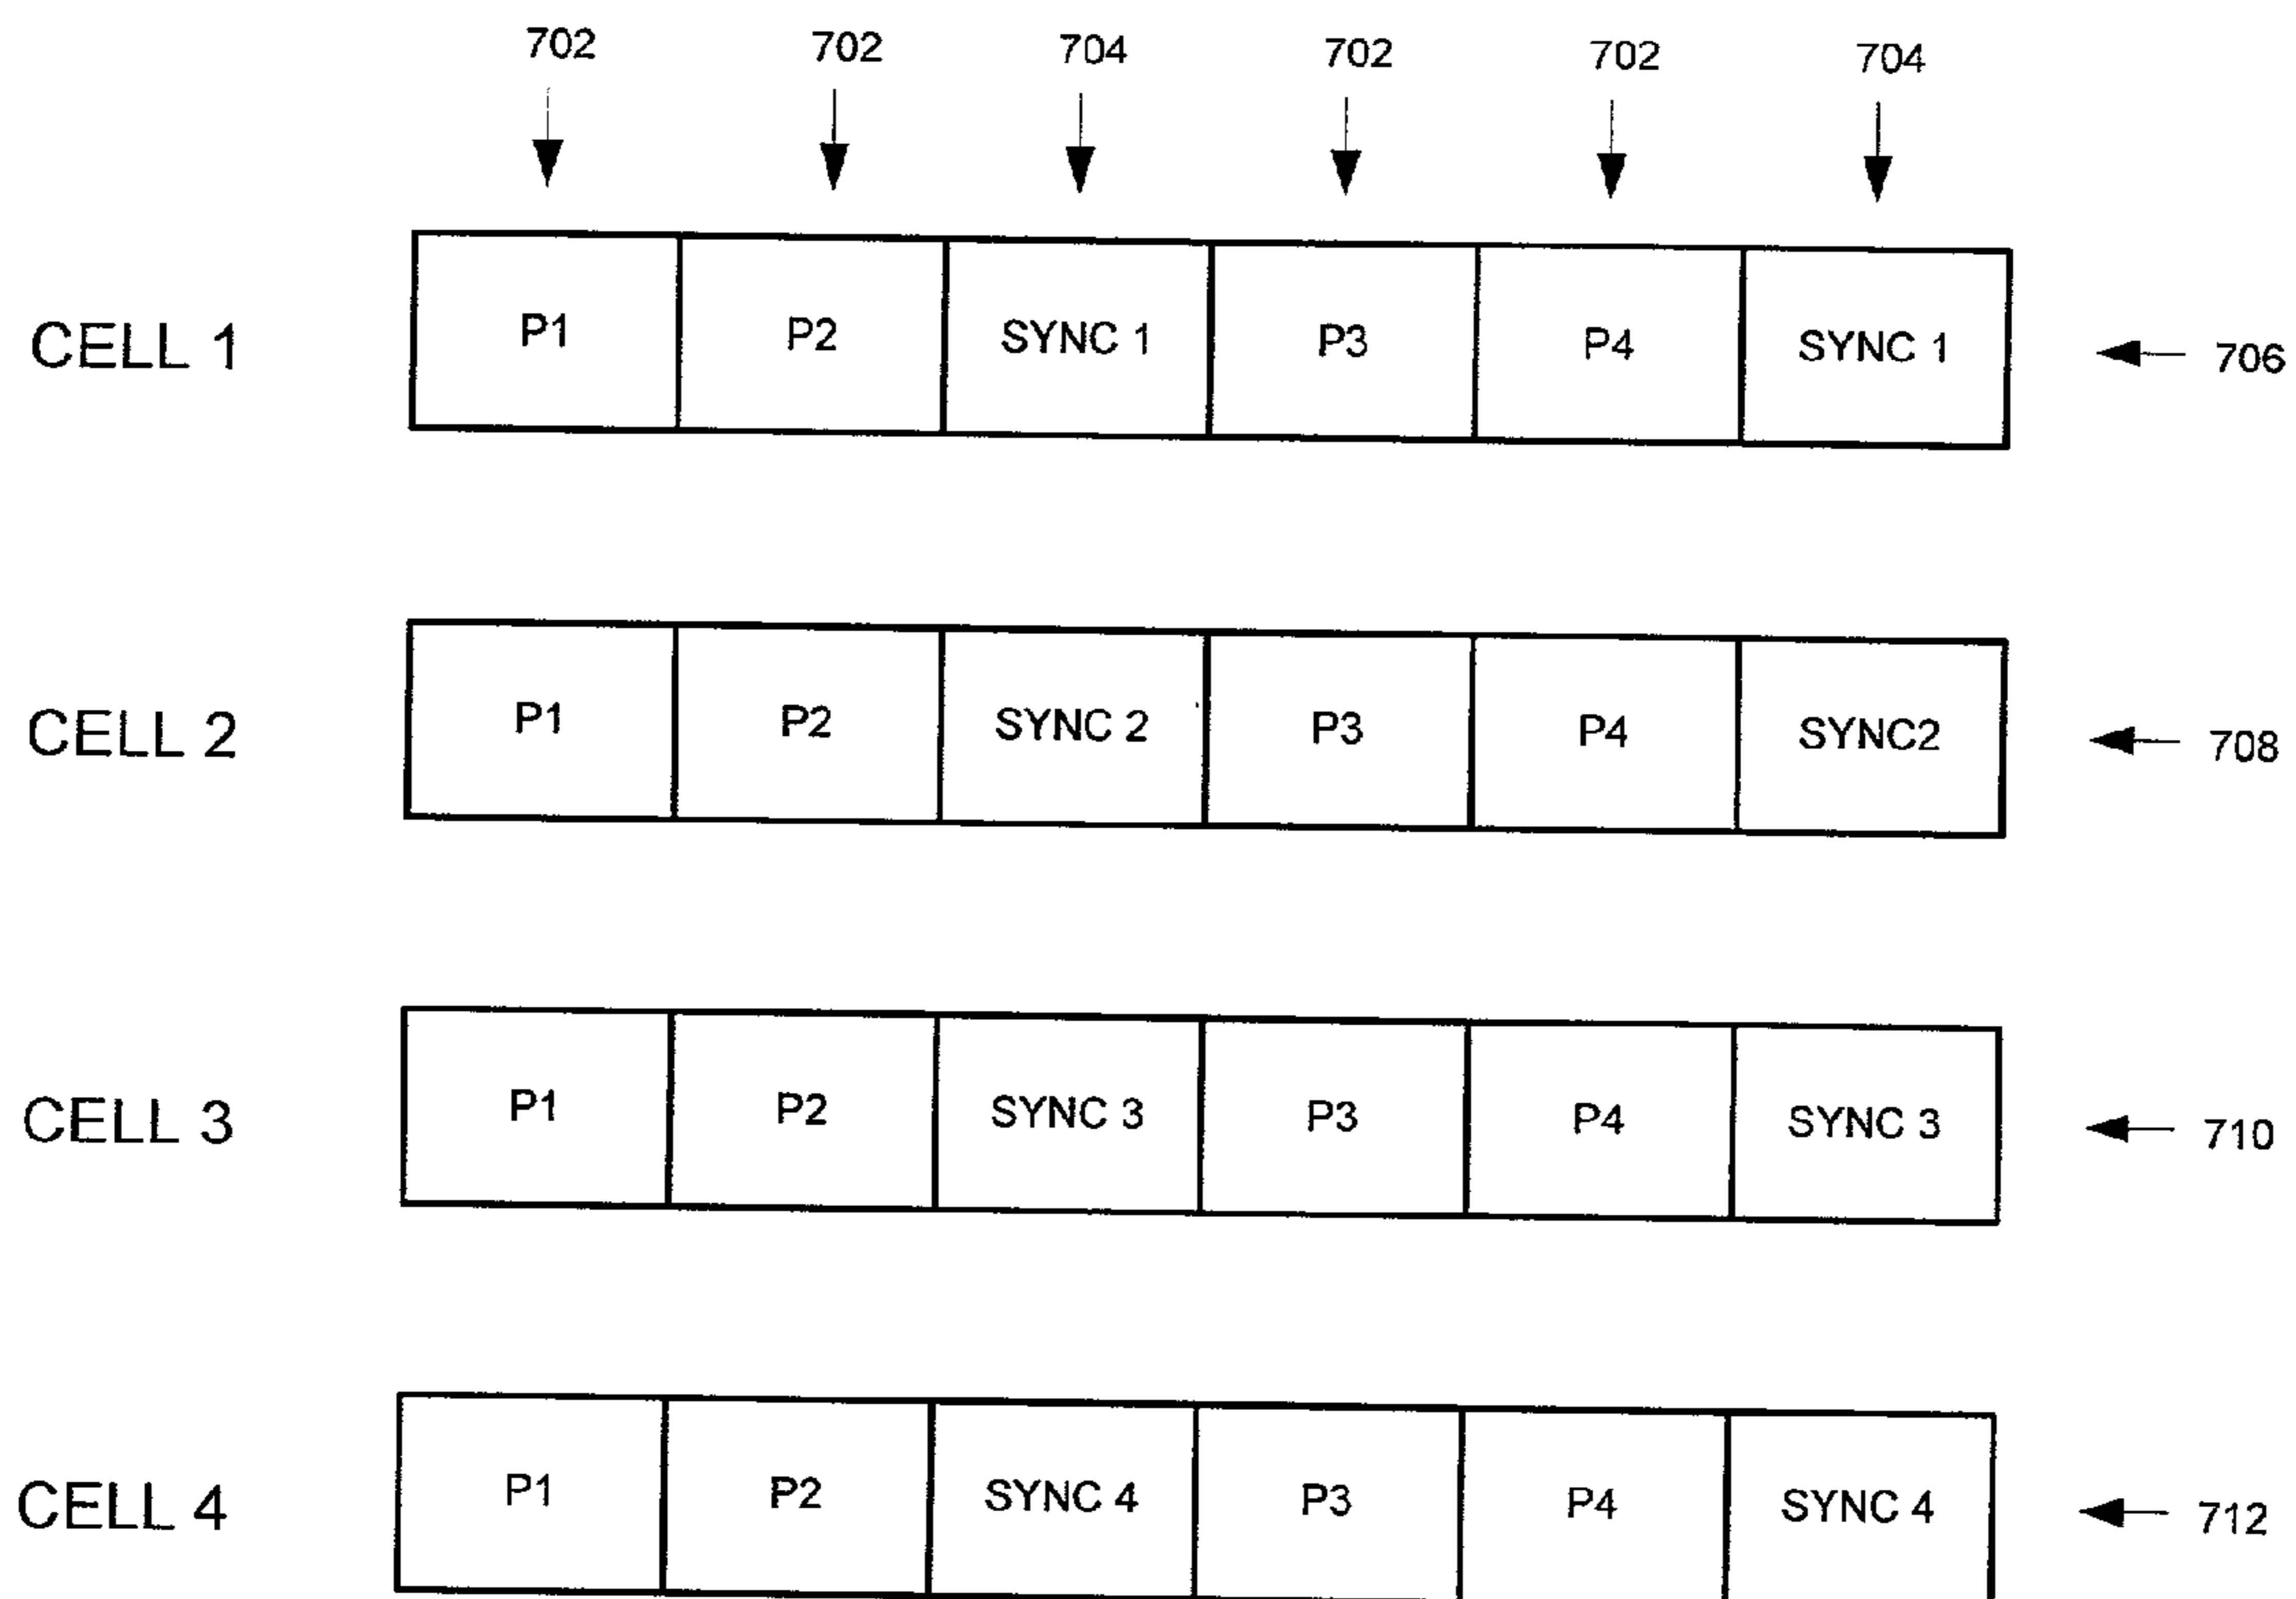 702 702 704 702 702 704
CELL 1 P1 P2 SYNC 1 P3 P4 SYNC 1 706
CELL 2 P1 P2 SYNC 2 P3 P4 SYNC2 708
CELL 3 P1 P2 SYNC 3 P3 P4 SYNC 3 710
CELL 4 P1 P2 SYNC 4 P3 P4 SYNC 4 712